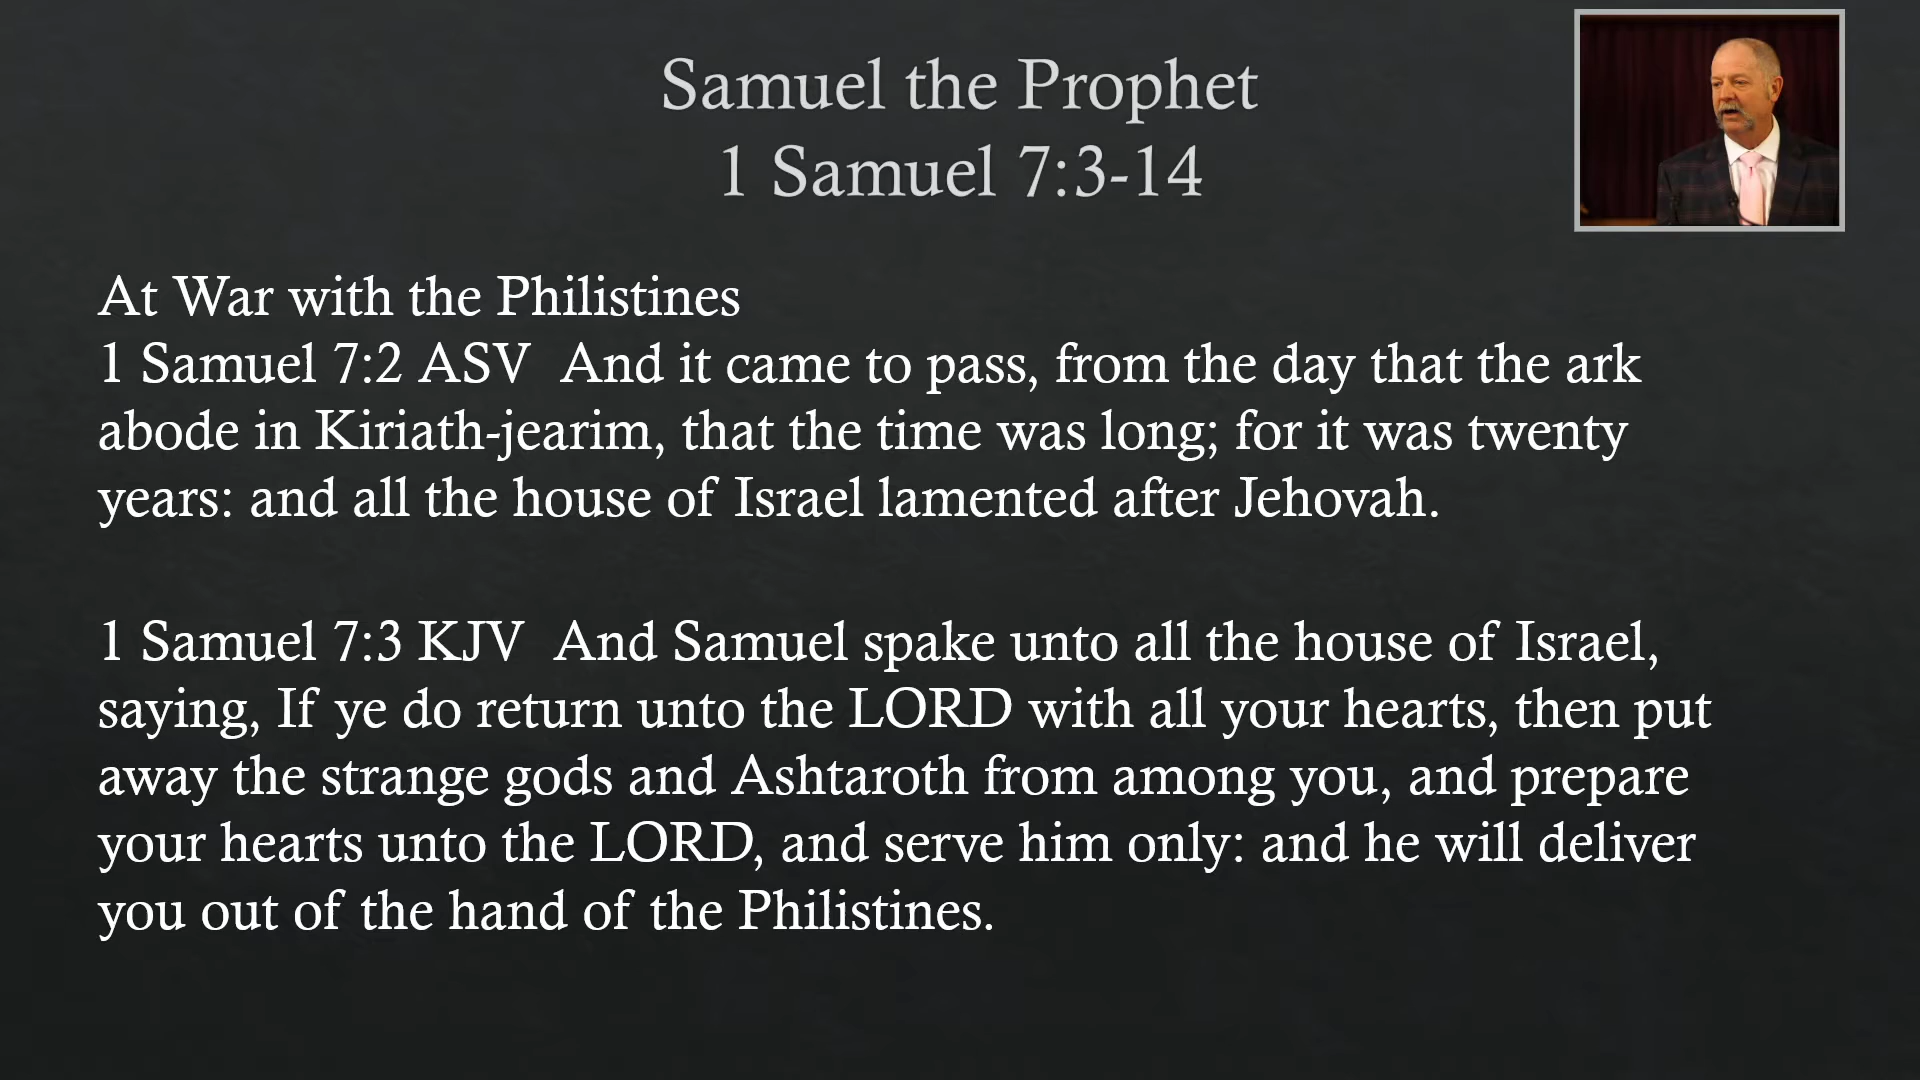 Samuel the Prophet
1 Samuel 7:3-14
At War with the Philistines
1 Samuel 7:2 ASV  And it came to pass, from the day that the ark
abode in Kiriath-jearim, that the time was long; for it was twenty
years: and all the house of Israel lamented after Jehovah.
1 Samuel 7:3 KJV  And Samuel spake unto all the house of Israel,
saying, If ye do return unto the LORD with all your hearts, then put
away the strange gods and Ashtaroth from among you, and prepare
your hearts unto the LORD, and serve him only: and he will deliver
you out of the hand of the Philistines.